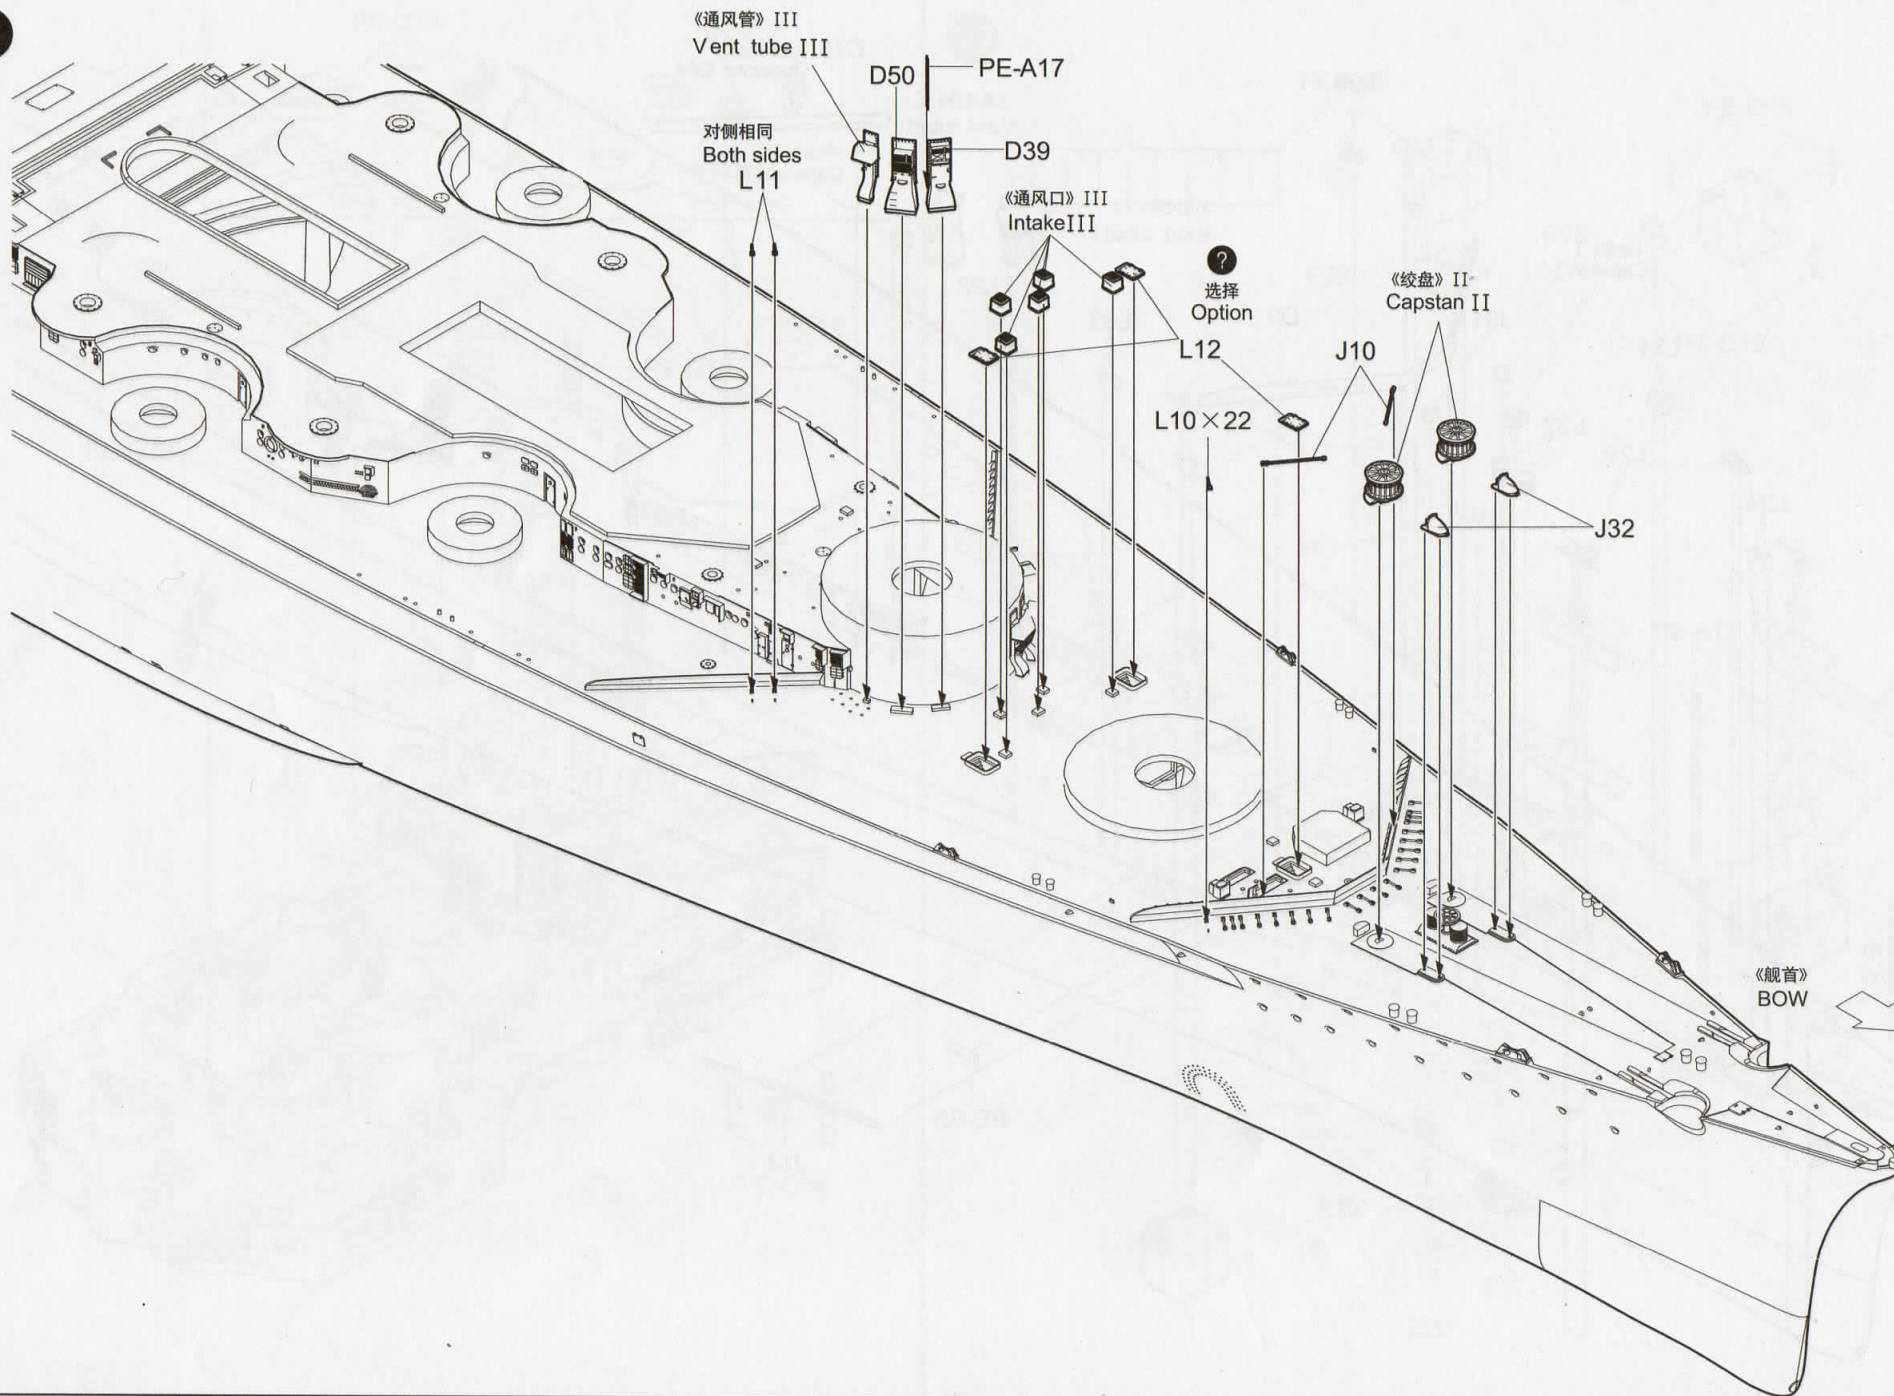 《通风管》III
Vent tube III
D50
PE-A17
对侧相同
Both sides
L11
D39
《通风口》III
IntakeIII
?
选择
Option
《绞盘》II
Capstan II
L12
J10
L10×22
J32
《舰首》
BOW